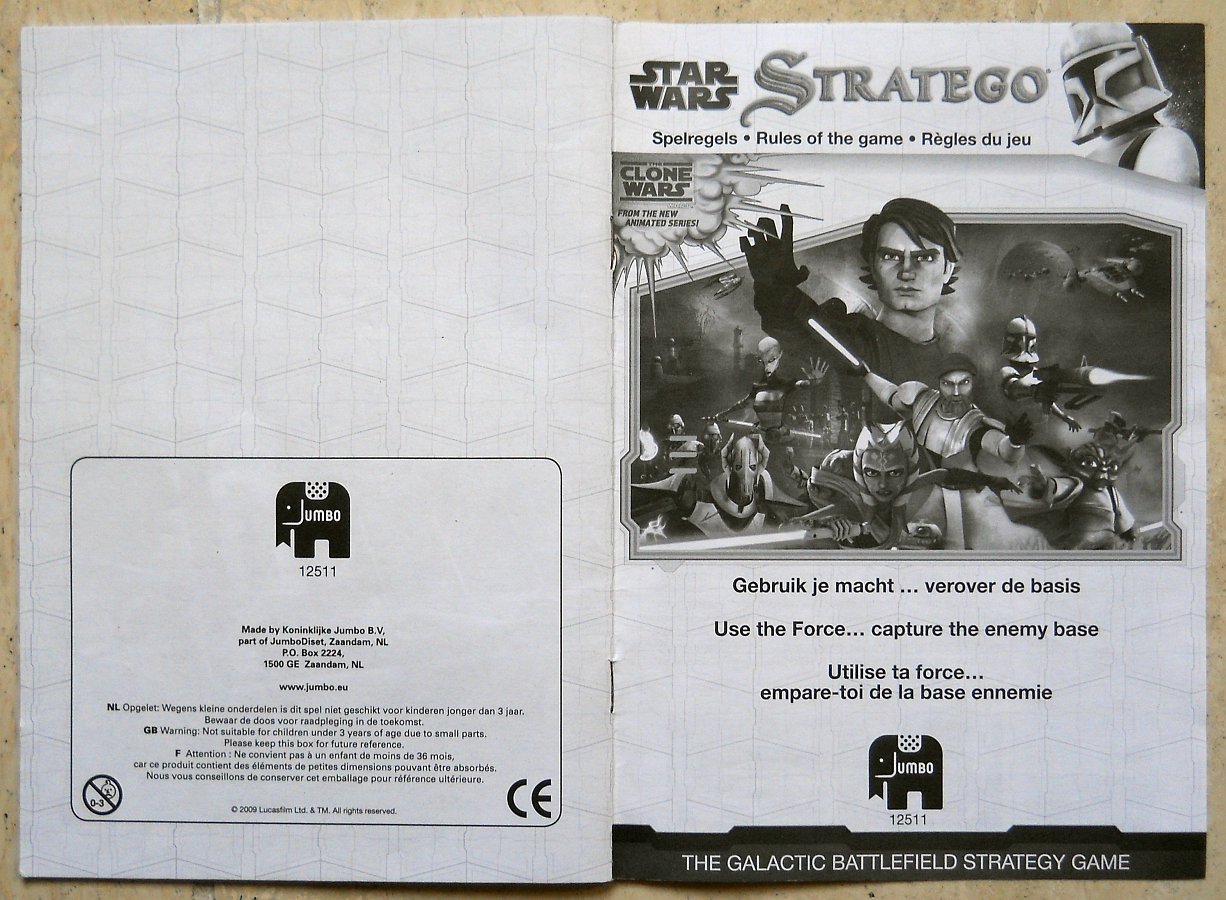 JUMBO
12511
Made by Koninklijke Jumbo B.V,
part of JumboDiset, Zaandam, NL
P.O. Box 2224,
1500 GE Zaandam, NL
www.jumbo.eu
NL Opgelet: Wegens kleine onderdelen is dit spel niet geschikt voor kinderen jonger dan 3 jaar.
Bewaar de doos voor raadpleging in de toekomst.
GB Warning: Not suitable for children under 3 years of age due to small parts.
Please keep this box for future reference.
F Attention : Ne convient pas à un enfant de moins de 36 mois,
car ce produit contient des éléments de petites dimensions pouvant être absorbés.
Nous vous conseillons de conserver cet emballage pour référence ultérieure.
0-3
CE
© 2009 Lucasfilm Ltd. & TM. All rights reserved.
STAR
WARS
STRATEGO
Spelregels • Rules of the game • Règles du jeu
THE
CLONE
WARS
FROM THE NEW
ANIMATED SERIES!
Gebruik je macht ... verover de basis
Use the Force... capture the enemy base
Utilise ta force...
empare-toi de la base ennemie
JUMBO
12511
THE GALACTIC BATTLEFIELD STRATEGY GAME